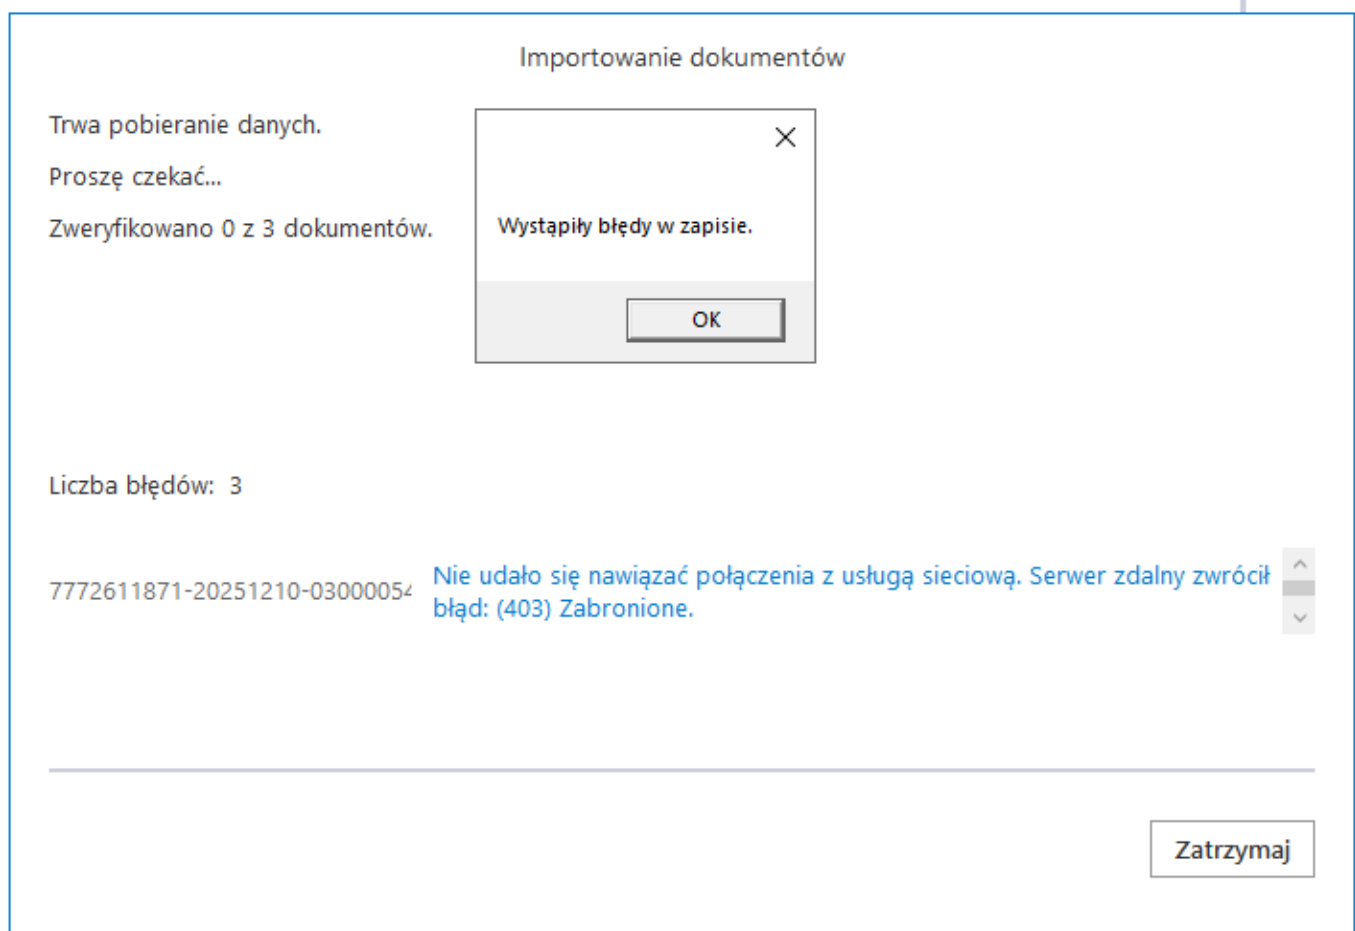 Importowanie dokumentów
Trwa pobieranie danych.
Proszę czekać...
Zweryfikowano 0 z 3 dokumentów.
Wystąpiły błędy w zapisie.
OK
Liczba błędów: 3
7772611871-20251210-03000054
Nie udało się nawiązać połączenia z usługą sieciową. Serwer zdalny zwrócił
błąd: (403) Zabronione.
Zatrzymaj